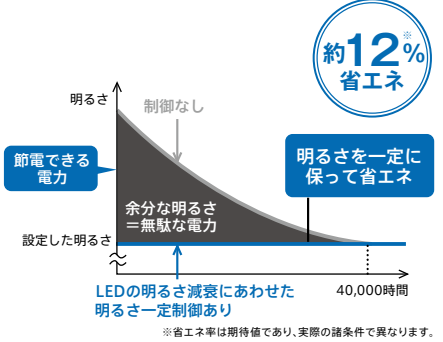 約12%※
省エネ
明るさ
制御なし
節電できる
電力
明るさを一定に
保って省エネ
余分な明るさ
＝無駄な電力
設定した明るさ
LEDの明るさ減衰にあわせた
明るさ一定制御あり
40,000時間
※省エネ率は期待値であり、実際の諸条件で異なります。